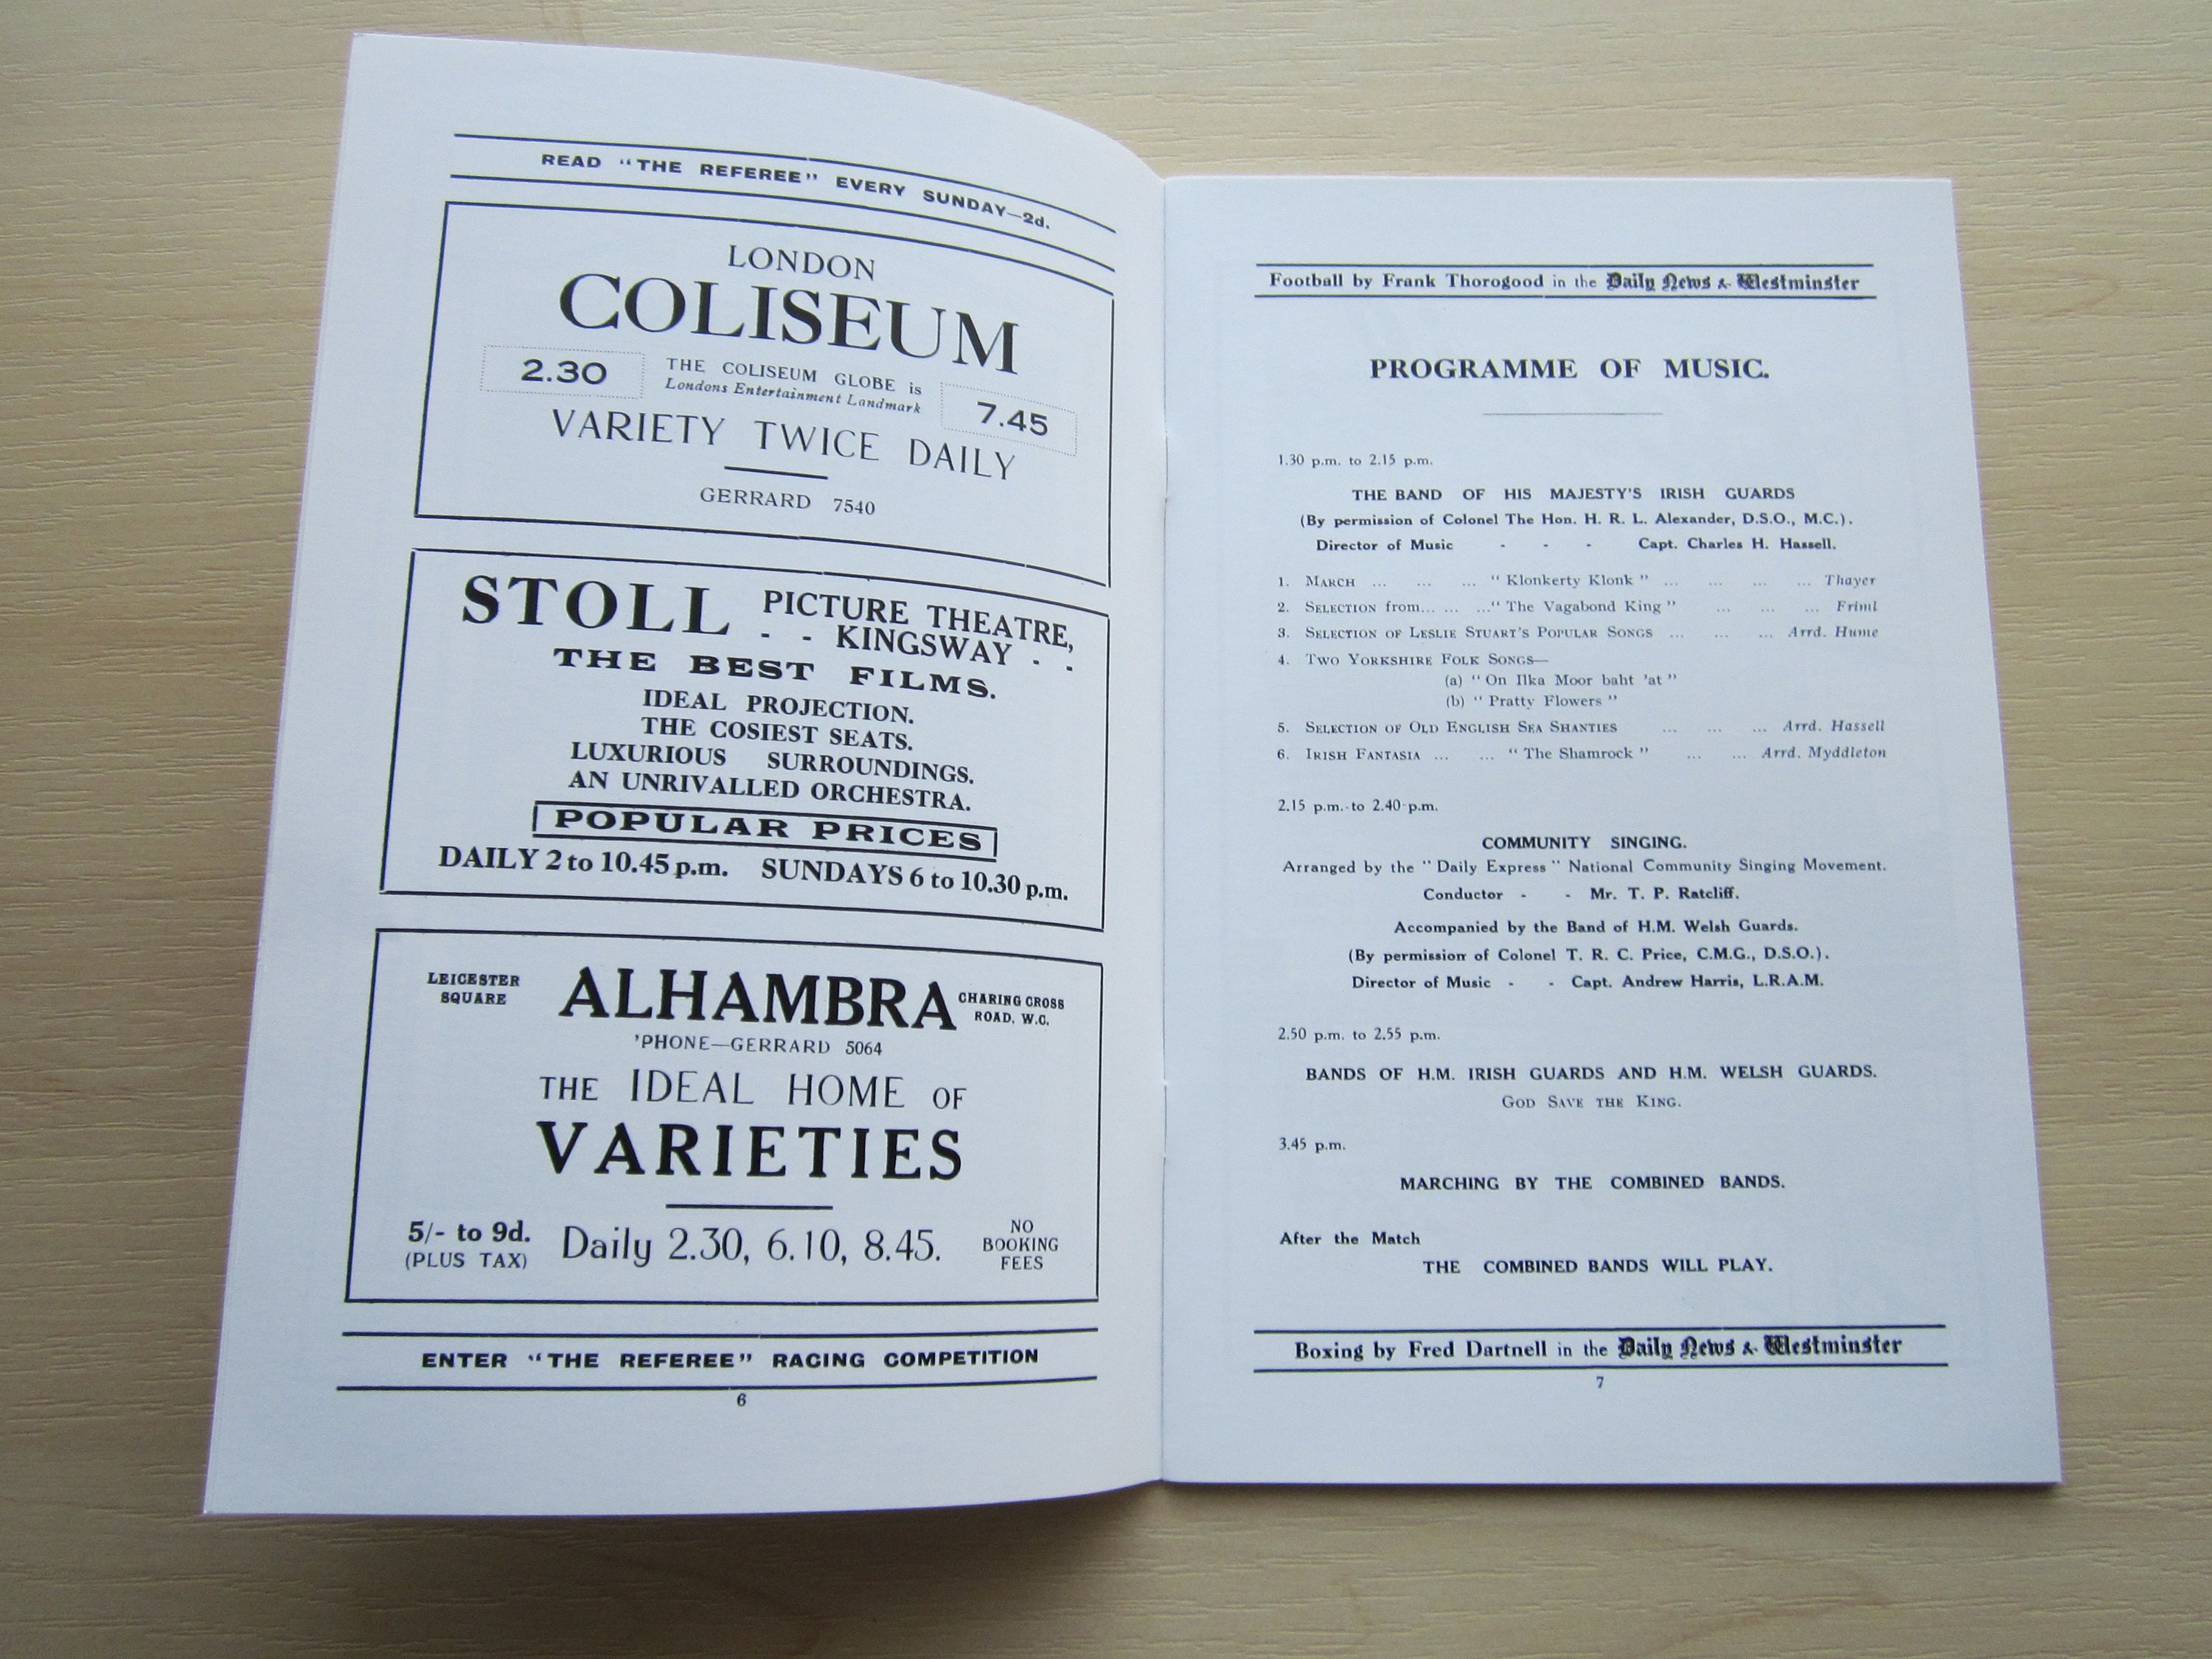 READ "THE REFEREE" EVERY SUNDAY—2d.
LONDON
COLISEUM
2.30
THE COLISEUM GLOBE is
Londons Entertainment Landmark
7.45
VARIETY TWICE DAILY
GERRARD 7540
STOLL PICTURE THEATRE,
- - KINGSWAY - -
THE BEST FILMS.
IDEAL PROJECTION.
THE COSIEST SEATS.
LUXURIOUS SURROUNDINGS.
AN UNRIVALLED ORCHESTRA.
POPULAR PRICES
DAILY 2 to 10.45 p.m. SUNDAYS 6 to 10.30 p.m.
LEICESTER
SQUARE
ALHAMBRA
CHARING CROSS
ROAD, W.C.
'PHONE—GERRARD 5064
THE IDEAL HOME OF
VARIETIES
5/- to 9d.
(PLUS TAX)
Daily 2.30, 6.10, 8.45.
NO
BOOKING
FEES
ENTER "THE REFEREE" RACING COMPETITION
6
Football by Frank Thorogood in the Daily News & Westminster
PROGRAMME OF MUSIC.
1.30 p.m. to 2.15 p.m.
THE BAND OF HIS MAJESTY'S IRISH GUARDS
(By permission of Colonel The Hon. H. R. L. Alexander, D.S.O., M.C.).
Director of Music - - - Capt. Charles H. Hassell.
1. MARCH ... ... ... "Klonkerty Klonk" ... ... ... ... Thayer
2. SELECTION from... ... ..."The Vagabond King" ... ... ... Friml
3. SELECTION OF LESLIE STUART'S POPULAR SONGS ... ... ... Arrd. Hume
4. TWO YORKSHIRE FOLK SONGS—
(a) "On Ilka Moor baht 'at"
(b) "Pratty Flowers"
5. SELECTION OF OLD ENGLISH SEA SHANTIES ... ... ... Arrd. Hassell
6. IRISH FANTASIA ... ... "The Shamrock" ... ... Arrd. Myddleton
2.15 p.m. to 2.40 p.m.
COMMUNITY SINGING.
Arranged by the "Daily Express" National Community Singing Movement.
Conductor - - Mr. T. P. Ratcliff.
Accompanied by the Band of H.M. Welsh Guards.
(By permission of Colonel T. R. C. Price, C.M.G., D.S.O.).
Director of Music - - Capt. Andrew Harris, L.R.A.M.
2.50 p.m. to 2.55 p.m.
BANDS OF H.M. IRISH GUARDS AND H.M. WELSH GUARDS.
GOD SAVE THE KING.
3.45 p.m.
MARCHING BY THE COMBINED BANDS.
After the Match
THE COMBINED BANDS WILL PLAY.
Boxing by Fred Dartnell in the Daily News & Westminster
7